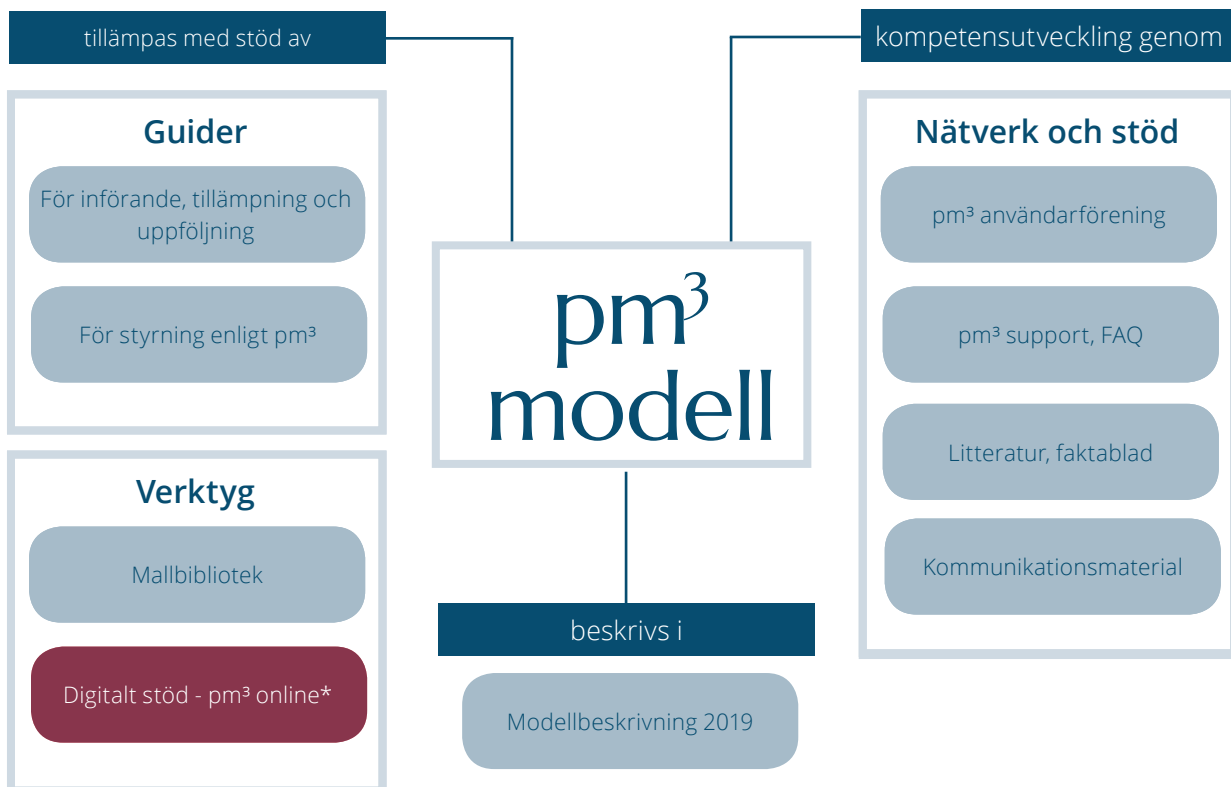 tillämpas med stöd av
Guider
För införande, tillämpning och
uppföljning
För styrning enligt pm³
Verktyg
Mallbibliotek
Digitalt stöd - pm³ online*
pm³
modell
beskrivs i
Modellbeskrivning 2019
kompetensutveckling genom
Nätverk och stöd
pm³ användarförening
pm³ support, FAQ
Litteratur, faktablad
Kommunikationsmaterial